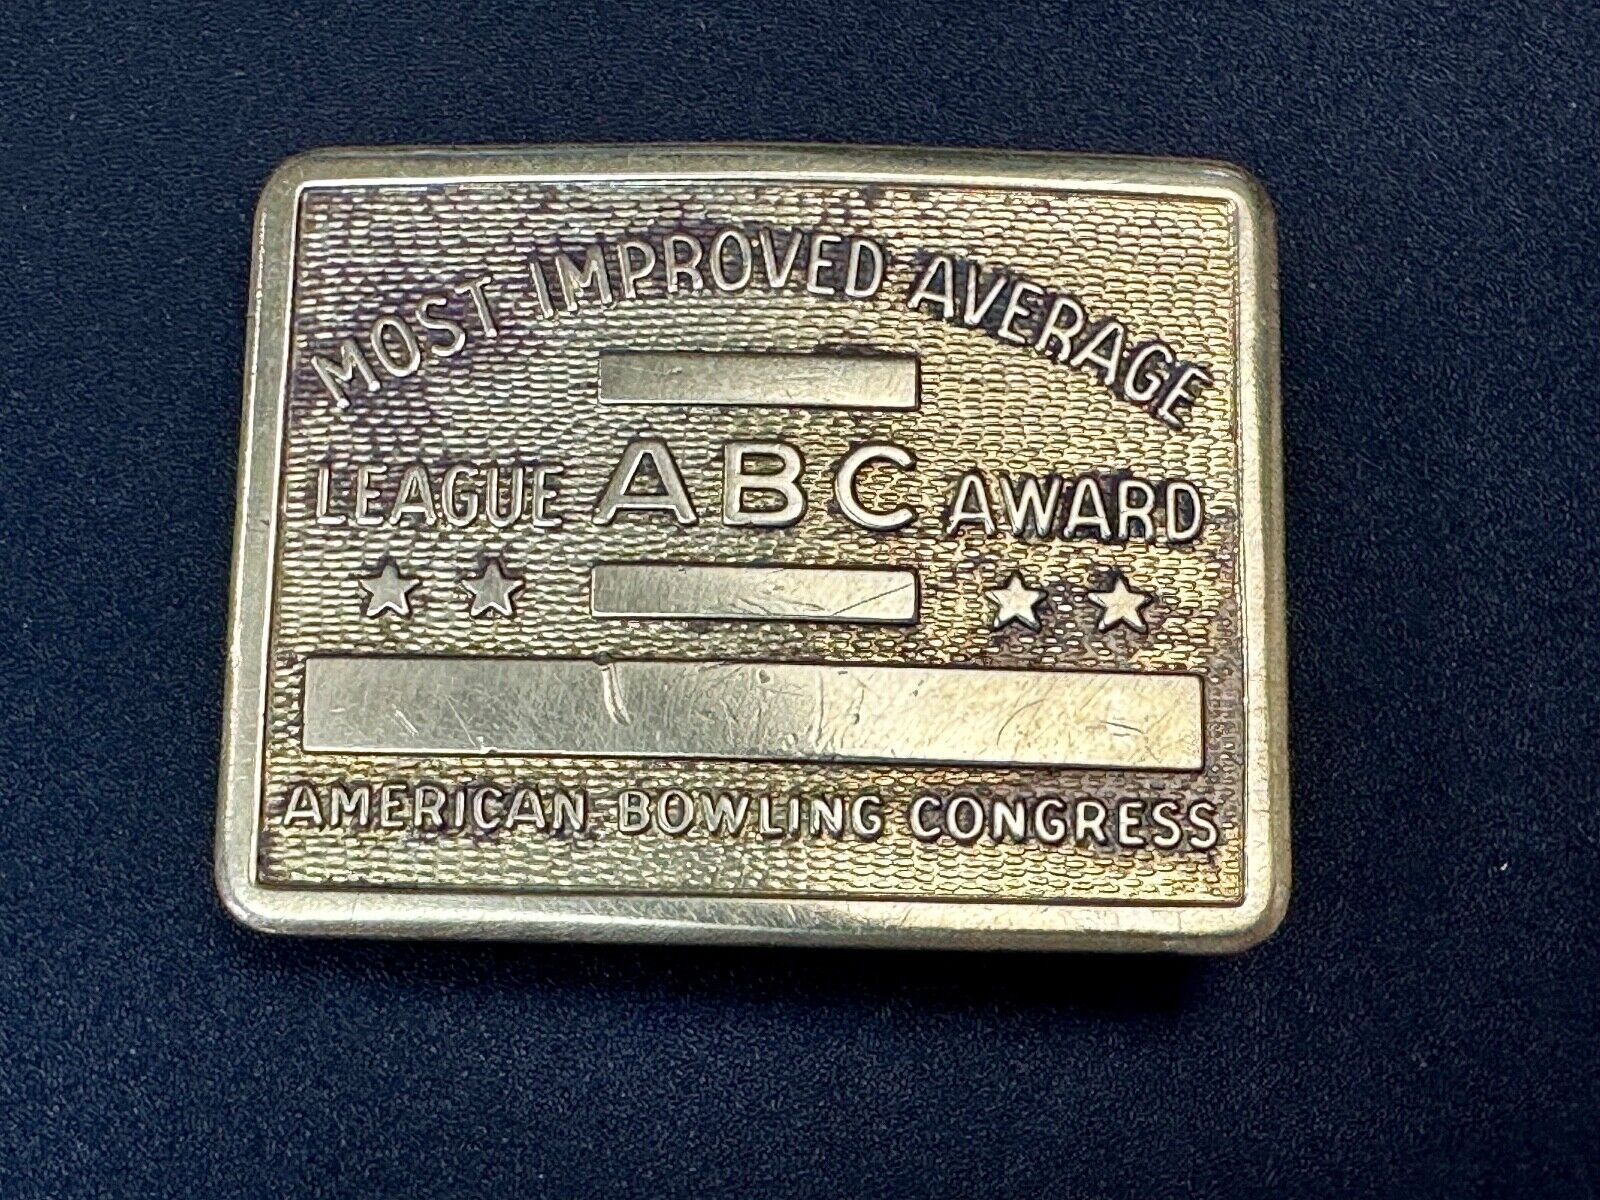 MOST IMPROVED AVERAGE
LEAGUE ABC AWARD
AMERICAN BOWLING CONGRESS